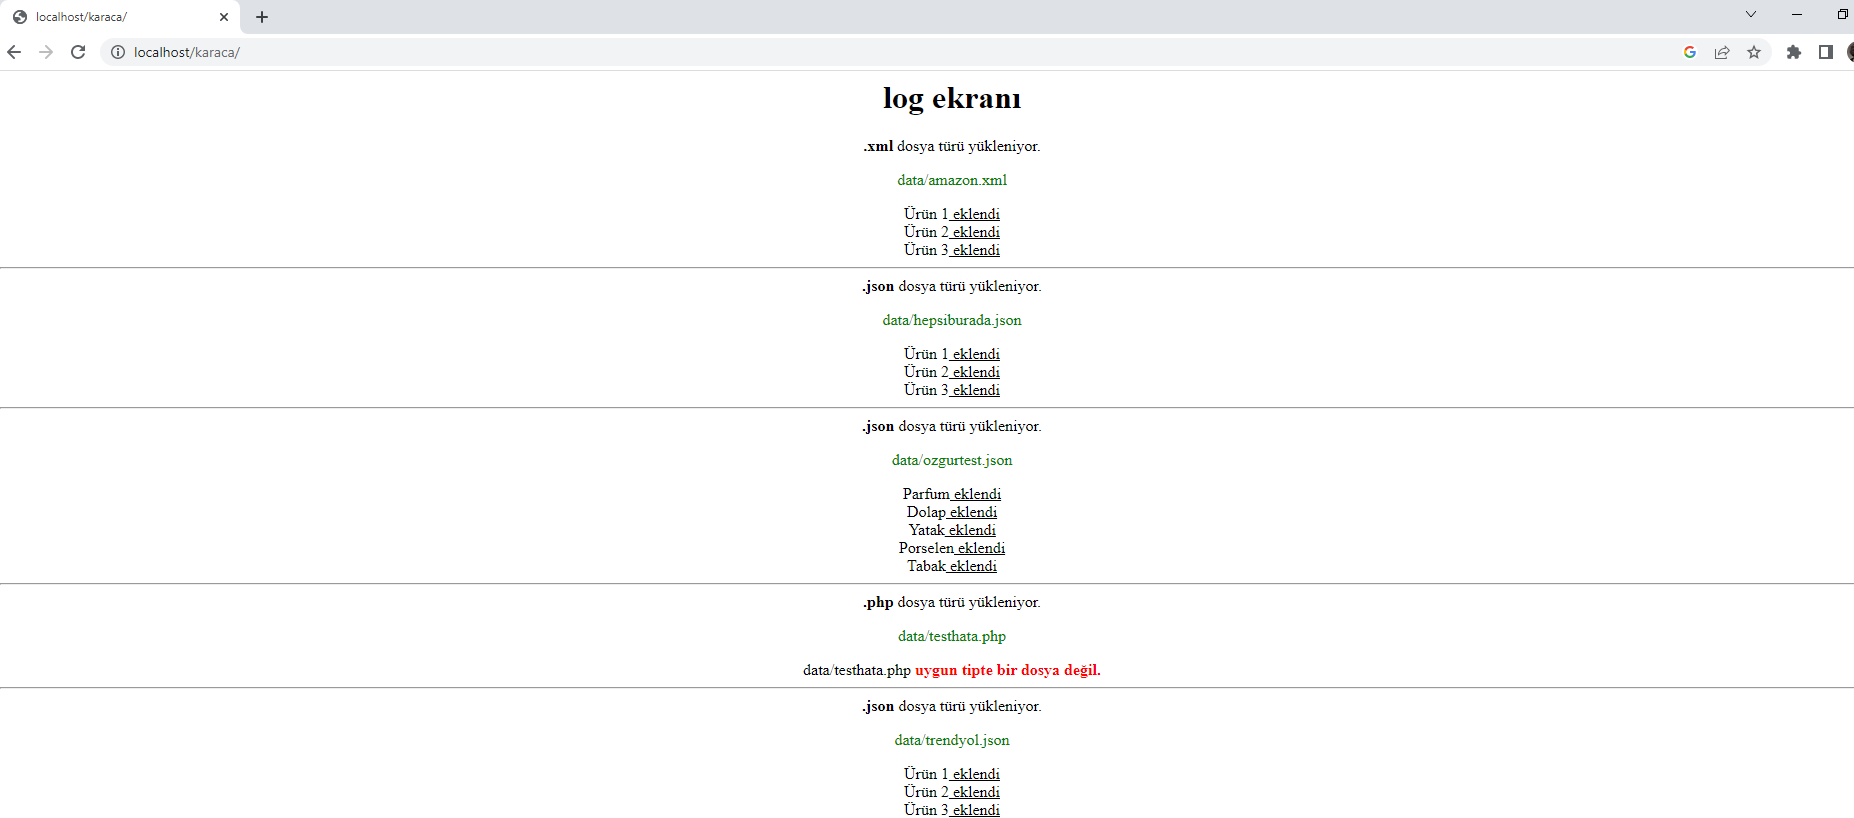 localhost/karaca/
localhost/karaca/
log ekranı
.xml dosya türü yükleniyor.
data/amazon.xml
Ürün 1 eklendi
Ürün 2 eklendi
Ürün 3 eklendi
.json dosya türü yükleniyor.
data/hepsiburada.json
Ürün 1 eklendi
Ürün 2 eklendi
Ürün 3 eklendi
.json dosya türü yükleniyor.
data/ozgurtest.json
Parfum eklendi
Dolap eklendi
Yatak eklendi
Porselen eklendi
Tabak eklendi
.php dosya türü yükleniyor.
data/testhata.php
data/testhata.php uygun tipte bir dosya değil.
.json dosya türü yükleniyor.
data/trendyol.json
Ürün 1 eklendi
Ürün 2 eklendi
Ürün 3 eklendi